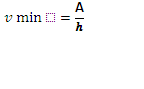 v min ⬚ = A/h